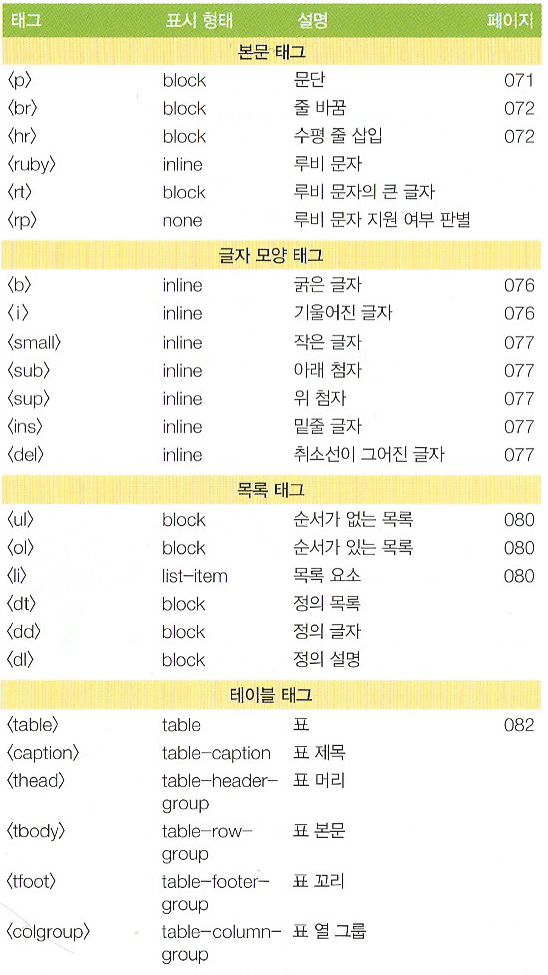 태그 표시 형태 설명 페이지
본문 태그
〈p〉 block 문단 071
〈br〉 block 줄 바꿈 072
〈hr〉 block 수평 줄 삽입 072
〈ruby〉 inline 루비 문자
〈rt〉 block 루비 문자의 큰 글자
〈rp〉 none 루비 문자 지원 여부 판별
글자 모양 태그
〈b〉 inline 굵은 글자 076
〈i〉 inline 기울어진 글자 076
〈small〉 inline 작은 글자 077
〈sub〉 inline 아래 첨자 077
〈sup〉 inline 위 첨자 077
〈ins〉 inline 밑줄 글자 077
〈del〉 inline 취소선이 그어진 글자 077
목록 태그
〈ul〉 block 순서가 없는 목록 080
〈ol〉 block 순서가 있는 목록 080
〈li〉 list-item 목록 요소 080
〈dt〉 block 정의 목록
〈dd〉 block 정의 글자
〈dl〉 block 정의 설명
테이블 태그
〈table〉 table 표 082
〈caption〉 table-caption 표 제목
〈thead〉 table-header- 표 머리
group
〈tbody〉 table-row- 표 본문
group
〈tfoot〉 table-footer- 표 꼬리
group
〈colgroup〉 table-column- 표 열 그룹
group